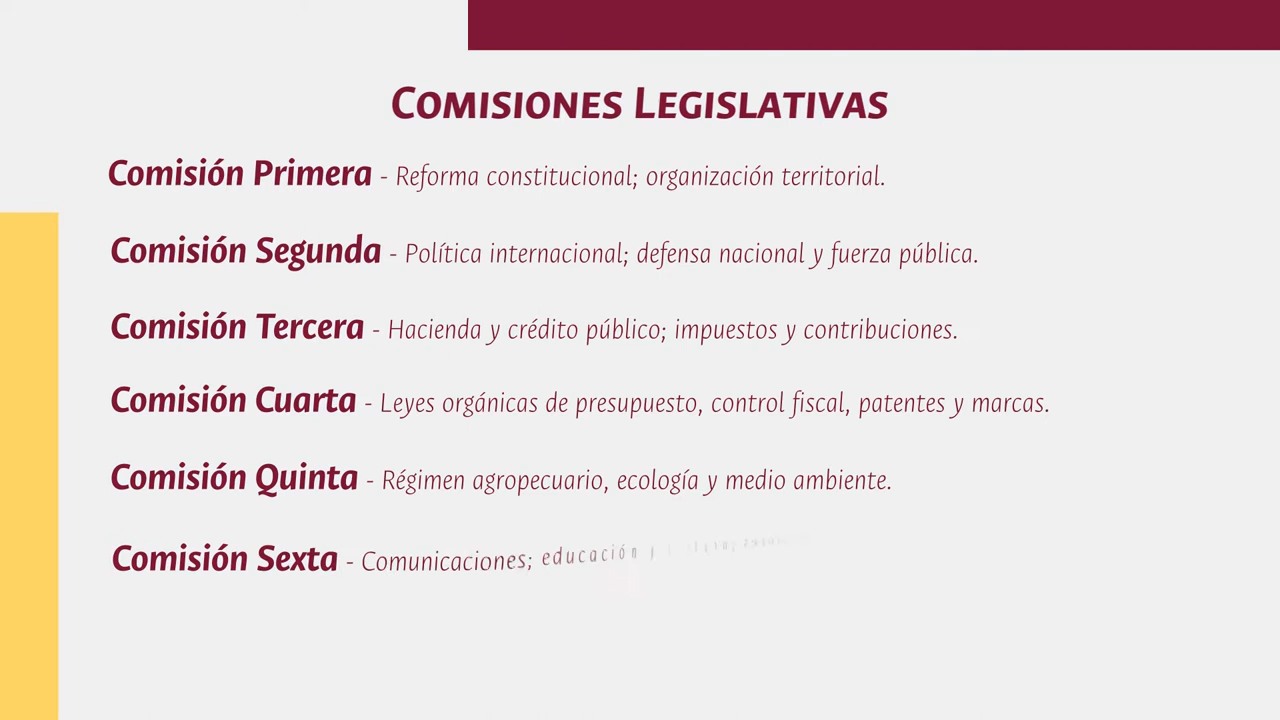 Comisiones Legislativas
Comisión Primera - Reforma constitucional; organización territorial.
Comisión Segunda - Política internacional; defensa nacional y fuerza pública.
Comisión Tercera - Hacienda y crédito público; impuestos y contribuciones.
Comisión Cuarta - Leyes orgánicas de presupuesto, control fiscal, patentes y marcas.
Comisión Quinta - Régimen agropecuario, ecología y medio ambiente.
Comisión Sexta - Comunicaciones; educación